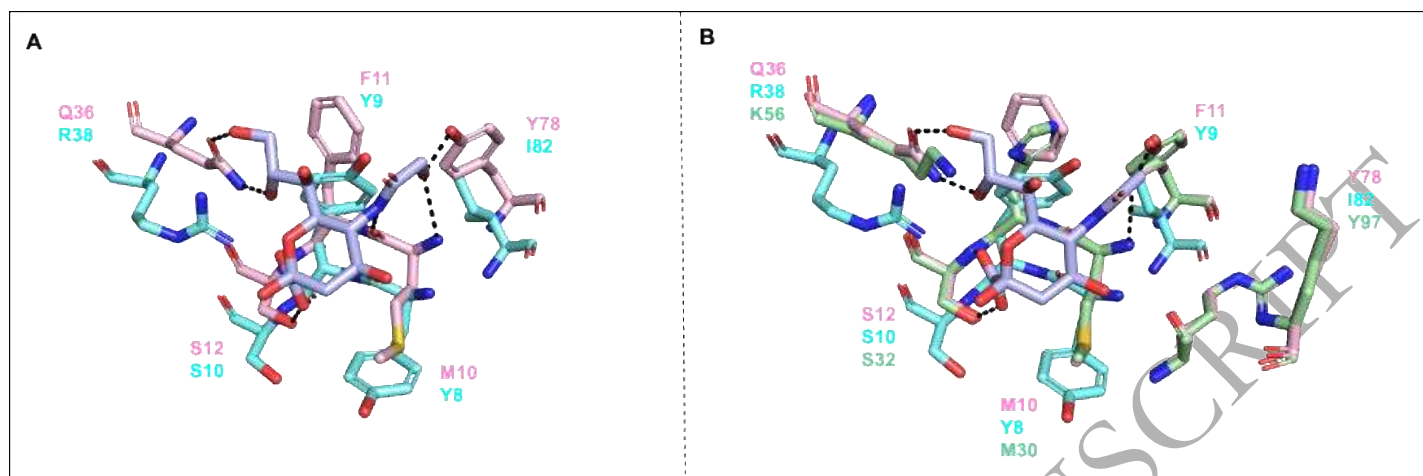 A
F11
Y9
Q36
R38
Y78
I82
S12
S10
M10
Y8
B
Q36
R38
K56
F11
Y9
Y78
I82
Y97
S12
S10
S32
M10
Y8
M30
USCRIPT